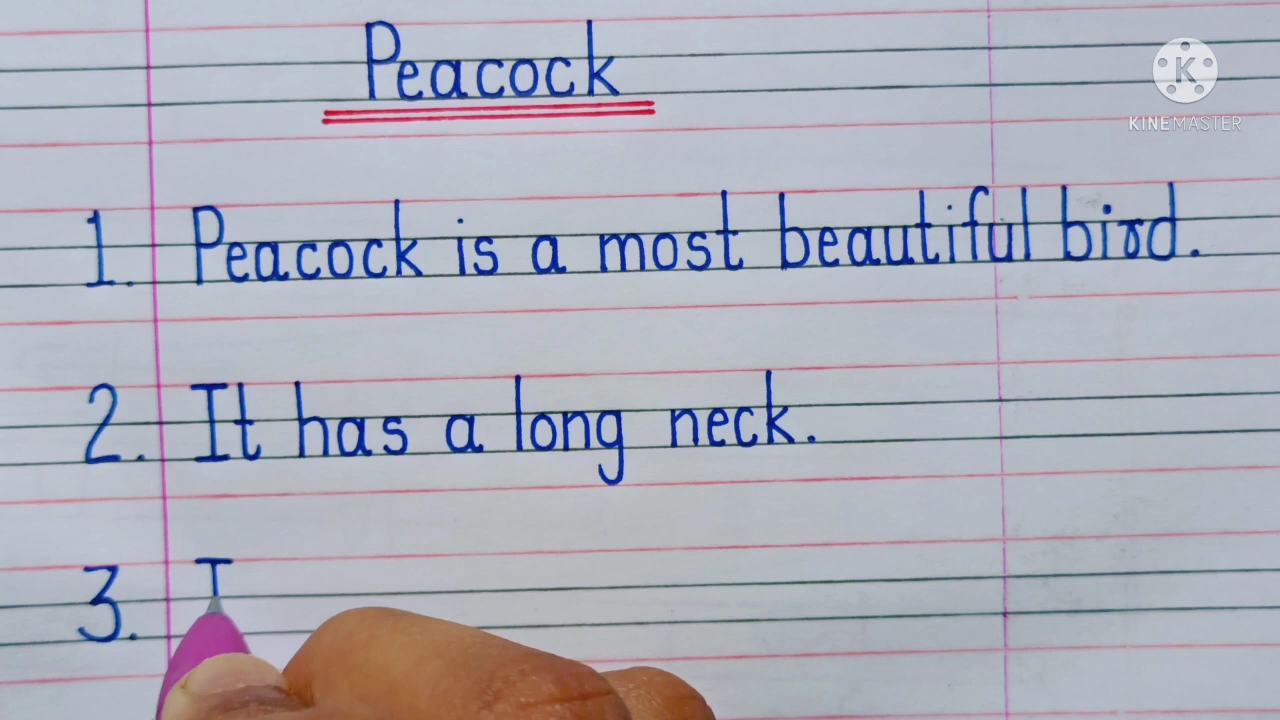 Peacock
KINEMASTER
1. Peacock is a most beautiful bird.
2. It has a long neck.
3. I